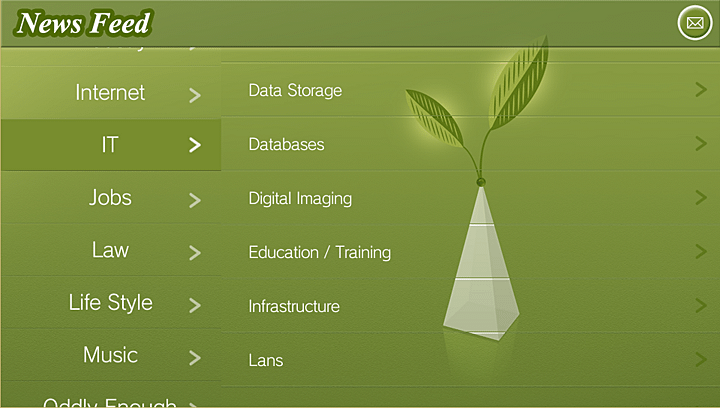 News Feed
Internet
IT
Jobs
Law
Life Style
Music
Oddly Enough
Data Storage
Databases
Digital Imaging
Education / Training
Infrastructure
Lans